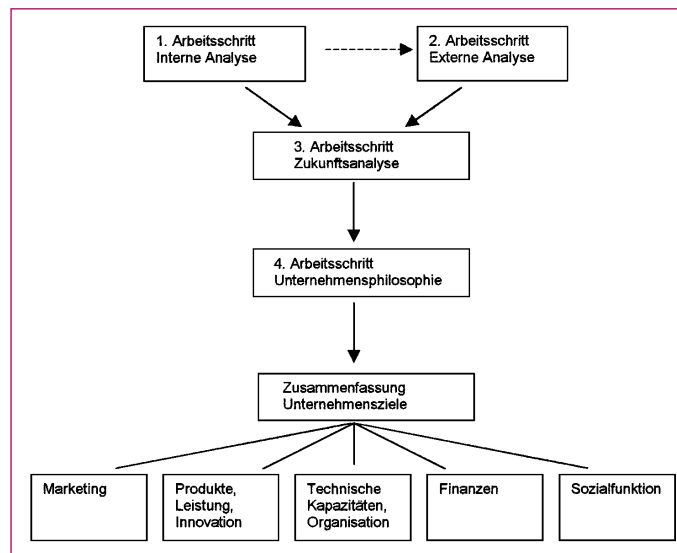 1. Arbeitsschritt
Interne Analyse
2. Arbeitsschritt
Externe Analyse
3. Arbeitsschritt
Zukunftsanalyse
4. Arbeitsschritt
Unternehmensphilosophie
Zusammenfassung
Unternehmensziele
Marketing
Produkte,
Leistung,
Innovation
Technische
Kapazitäten,
Organisation
Finanzen
Sozialfunktion